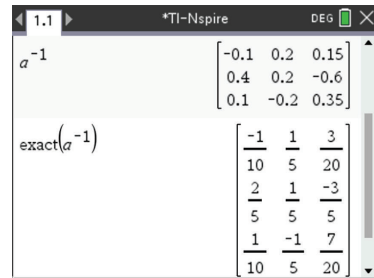 1.1 *TI-Nspire DEG
a⁻¹ [-0.1 0.2 0.15
0.4 0.2 -0.6
0.1 -0.2 0.35]
exact(a⁻¹) [-1/10 1/5 3/20
2/5 1/5 -3/5
1/10 -1/5 7/20]